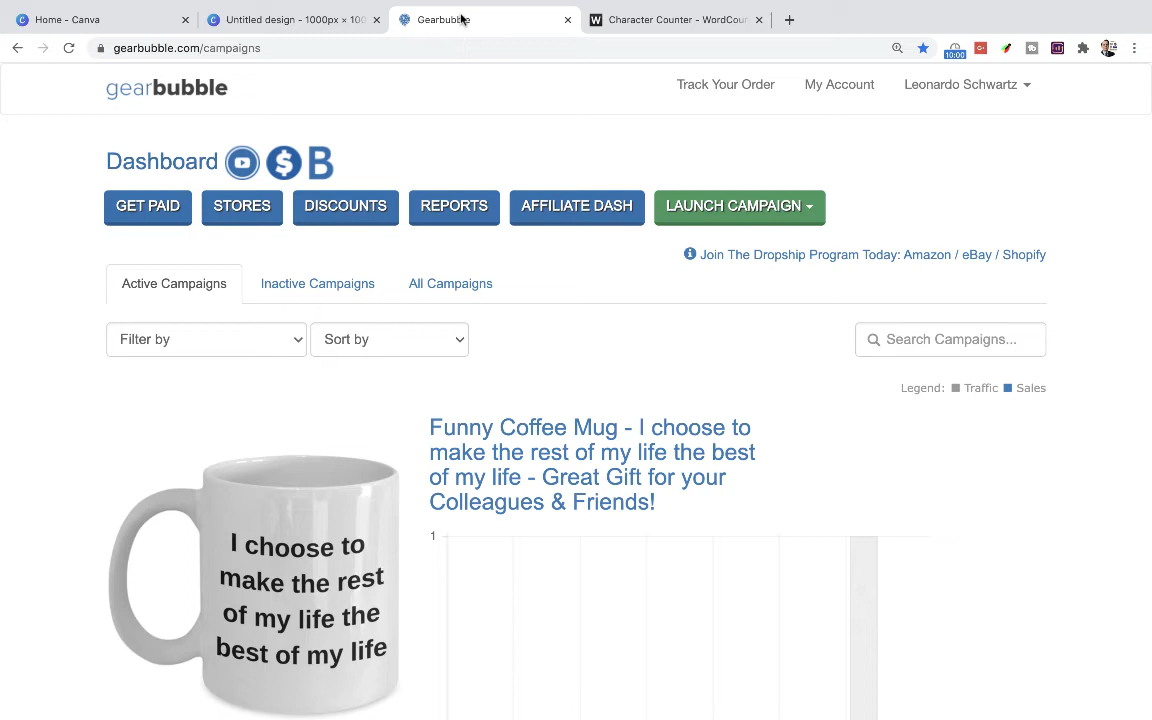 Home - Canva
Untitled design - 1000px × 100
Gearbubble
Character Counter - WordCou
gearbubble.com/campaigns
10:00
gearbubble
Track Your Order
My Account
Leonardo Schwartz
Dashboard
GET PAID
STORES
DISCOUNTS
REPORTS
AFFILIATE DASH
LAUNCH CAMPAIGN
Join The Dropship Program Today: Amazon / eBay / Shopify
Active Campaigns
Inactive Campaigns
All Campaigns
Filter by
Sort by
Search Campaigns...
Legend: Traffic Sales
Funny Coffee Mug - I choose to
make the rest of my life the best
of my life - Great Gift for your
Colleagues & Friends!
1
I choose to
make the rest
of my life the
best of my life